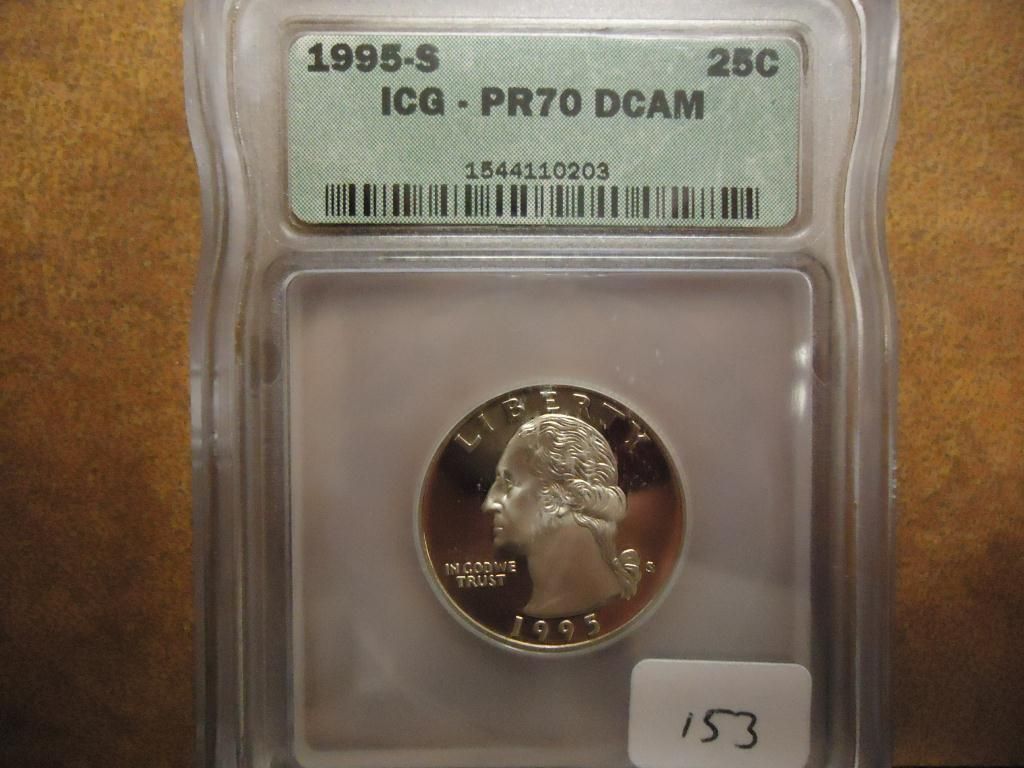 1995-S 25C
ICG - PR70 DCAM
1544110203
LIBERTY
IN GOD WE
TRUST
S
1995
153